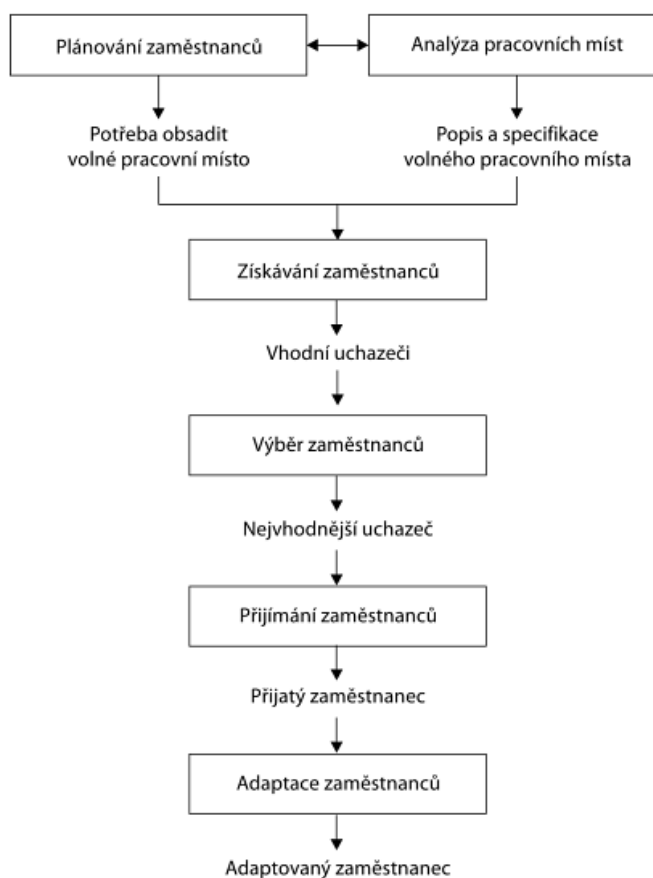 Plánování zaměstnanců
Analýza pracovních míst
Potřeba obsadit
volné pracovní místo
Popis a specifikace
volného pracovního místa
Získávání zaměstnanců
Vhodní uchazeči
Výběr zaměstnanců
Nejvhodnější uchazeč
Přijímání zaměstnanců
Přijatý zaměstnanec
Adaptace zaměstnanců
Adaptovaný zaměstnanec